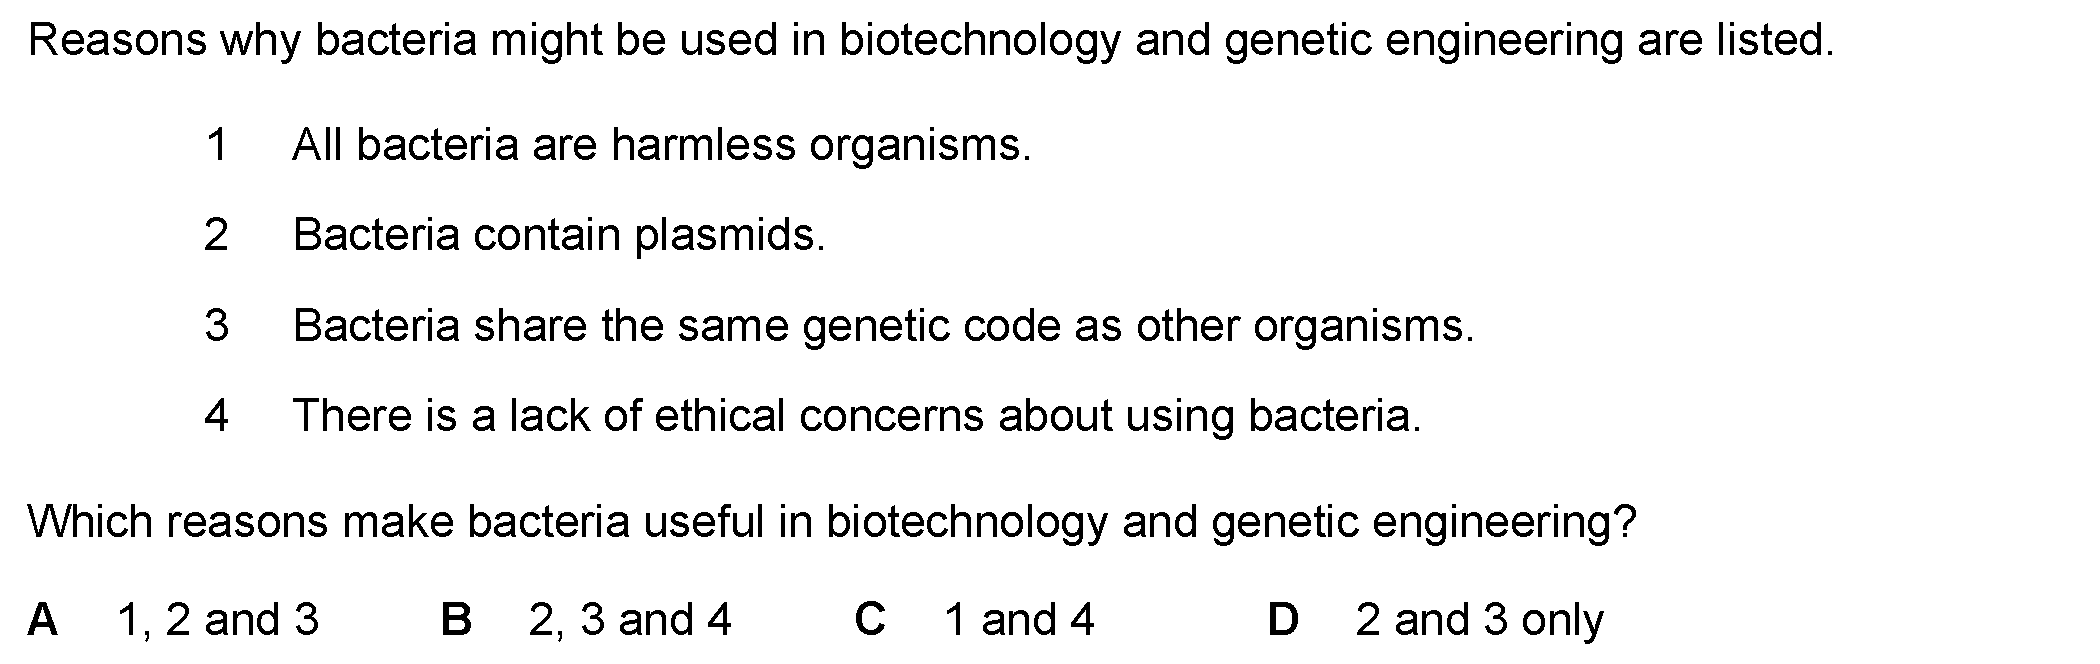 Reasons why bacteria might be used in biotechnology and genetic engineering are listed.
1 All bacteria are harmless organisms.
2 Bacteria contain plasmids.
3 Bacteria share the same genetic code as other organisms.
4 There is a lack of ethical concerns about using bacteria.
Which reasons make bacteria useful in biotechnology and genetic engineering?
A 1, 2 and 3 B 2, 3 and 4 C 1 and 4 D 2 and 3 only